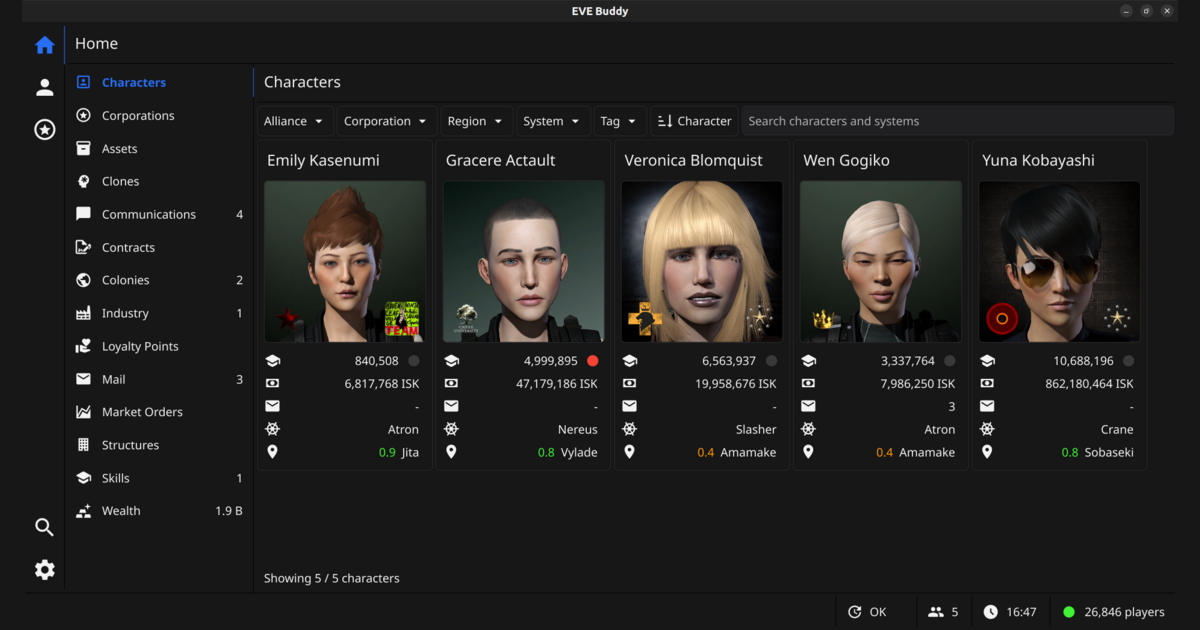 EVE Buddy
Home
Characters
Corporations
Assets
Clones
Communications 4
Contracts
Colonies 2
Industry 1
Loyalty Points
Mail 3
Market Orders
Structures
Skills 1
Wealth 1.9 B
Characters
Alliance Corporation Region System Tag Character Search characters and systems
Emily Kasenumi
TEAM
840,508
6,817,768 ISK
-
Atron
0.9 Jita
Gracere Actault
4,999,895
47,179,186 ISK
-
Nereus
0.8 Vylade
Veronica Blomquist
6,563,937
19,958,676 ISK
-
Slasher
0.4 Amamake
Wen Gogiko
3,337,764
7,986,250 ISK
3
Atron
0.4 Amamake
Yuna Kobayashi
10,688,196
862,180,464 ISK
-
Crane
0.8 Sobaseki
Showing 5 / 5 characters
OK 5 16:47 26,846 players